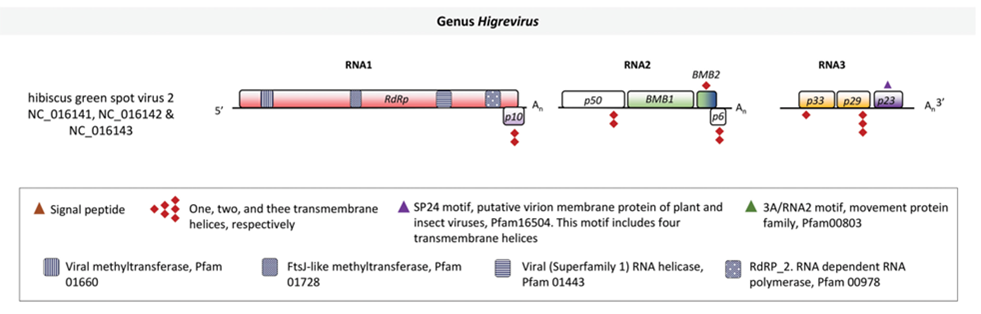 Genus Higrevirus
RNA1
RNA2
RNA3
BMB2
hibiscus green spot virus 2
NC_016141, NC_016142 &
NC_016143
5'
RdRp
An
p10
p50
BMB1
An
p6
p33
p29
p23
An3'
Signal peptide
One, two, and thee transmembrane
helices, respectively
SP24 motif, putative virion membrane protein of plant and
insect viruses, Pfam16504. This motif includes four
transmembrane helices
3A/RNA2 motif, movement protein
family, Pfam00803
Viral methyltransferase, Pfam
01660
FtsJ-like methyltransferase, Pfam
01728
Viral (Superfamily 1) RNA helicase,
Pfam 01443
RdRP_2. RNA dependent RNA
polymerase, Pfam 00978